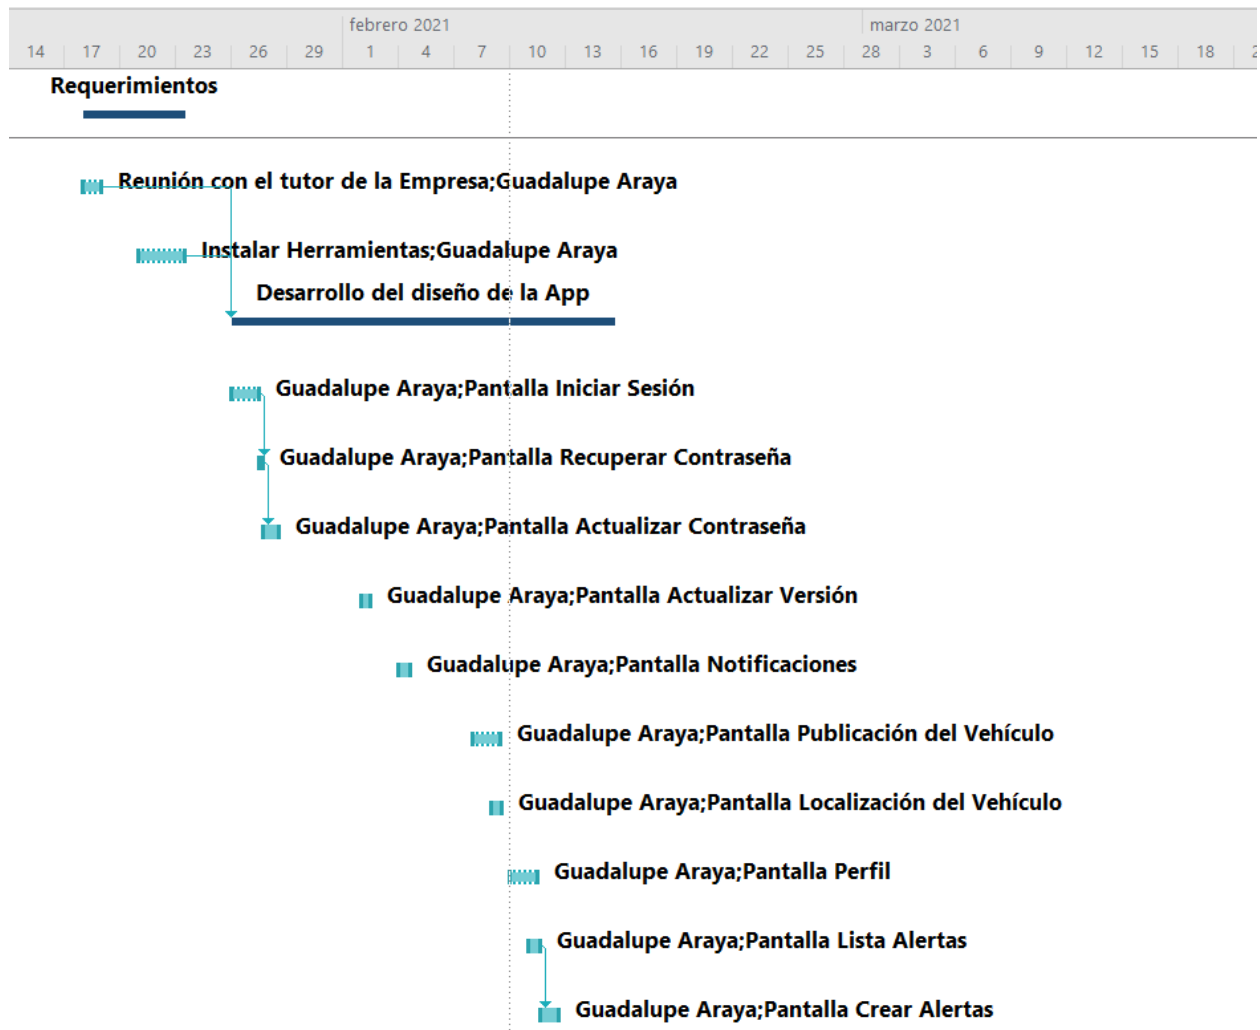 febrero 2021 marzo 2021
14 17 20 23 26 29 1 4 7 10 13 16 19 22 25 28 3 6 9 12 15 18 2
Requerimientos
Reunión con el tutor de la Empresa;Guadalupe Araya
Instalar Herramientas;Guadalupe Araya
Desarrollo del diseño de la App
Guadalupe Araya;Pantalla Iniciar Sesión
Guadalupe Araya;Pantalla Recuperar Contraseña
Guadalupe Araya;Pantalla Actualizar Contraseña
Guadalupe Araya;Pantalla Actualizar Versión
Guadalupe Araya;Pantalla Notificaciones
Guadalupe Araya;Pantalla Publicación del Vehículo
Guadalupe Araya;Pantalla Localización del Vehículo
Guadalupe Araya;Pantalla Perfil
Guadalupe Araya;Pantalla Lista Alertas
Guadalupe Araya;Pantalla Crear Alertas